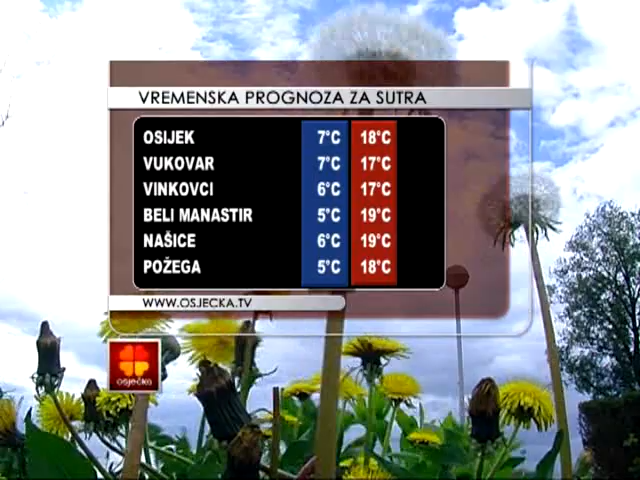 VREMENSKA PROGNOZA ZA SUTRA
OSIJEK 7°C 18°C
VUKOVAR 7°C 17°C
VINKOVCI 6°C 17°C
BELI MANASTIR 5°C 19°C
NAŠICE 6°C 19°C
POŽEGA 5°C 18°C
WWW.OSJECKA.TV
osječka